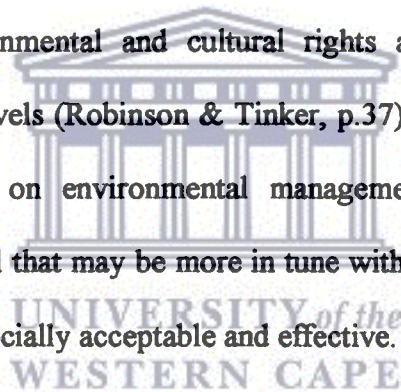 nmental and cultural rights a
vels (Robinson & Tinker, p.37)
on environmental manageme
that may be more in tune with
UNIVERSITY of the
cially acceptable and effective.
WESTERN CAPE